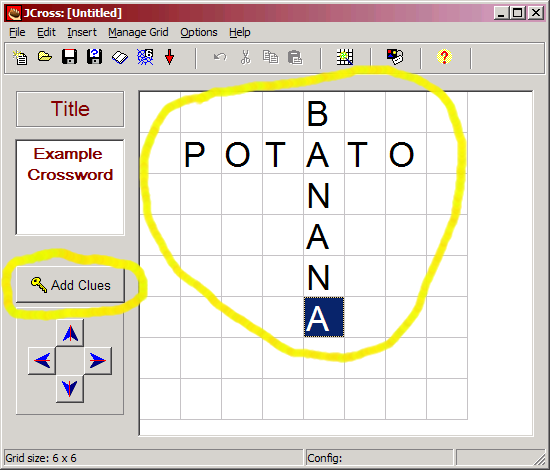 JCross: [Untitled]
File Edit Insert Manage Grid Options Help
Title
Example
Crossword
Add Clues
B
POTATO
N
A
N
A
Grid size: 6 x 6 Config: